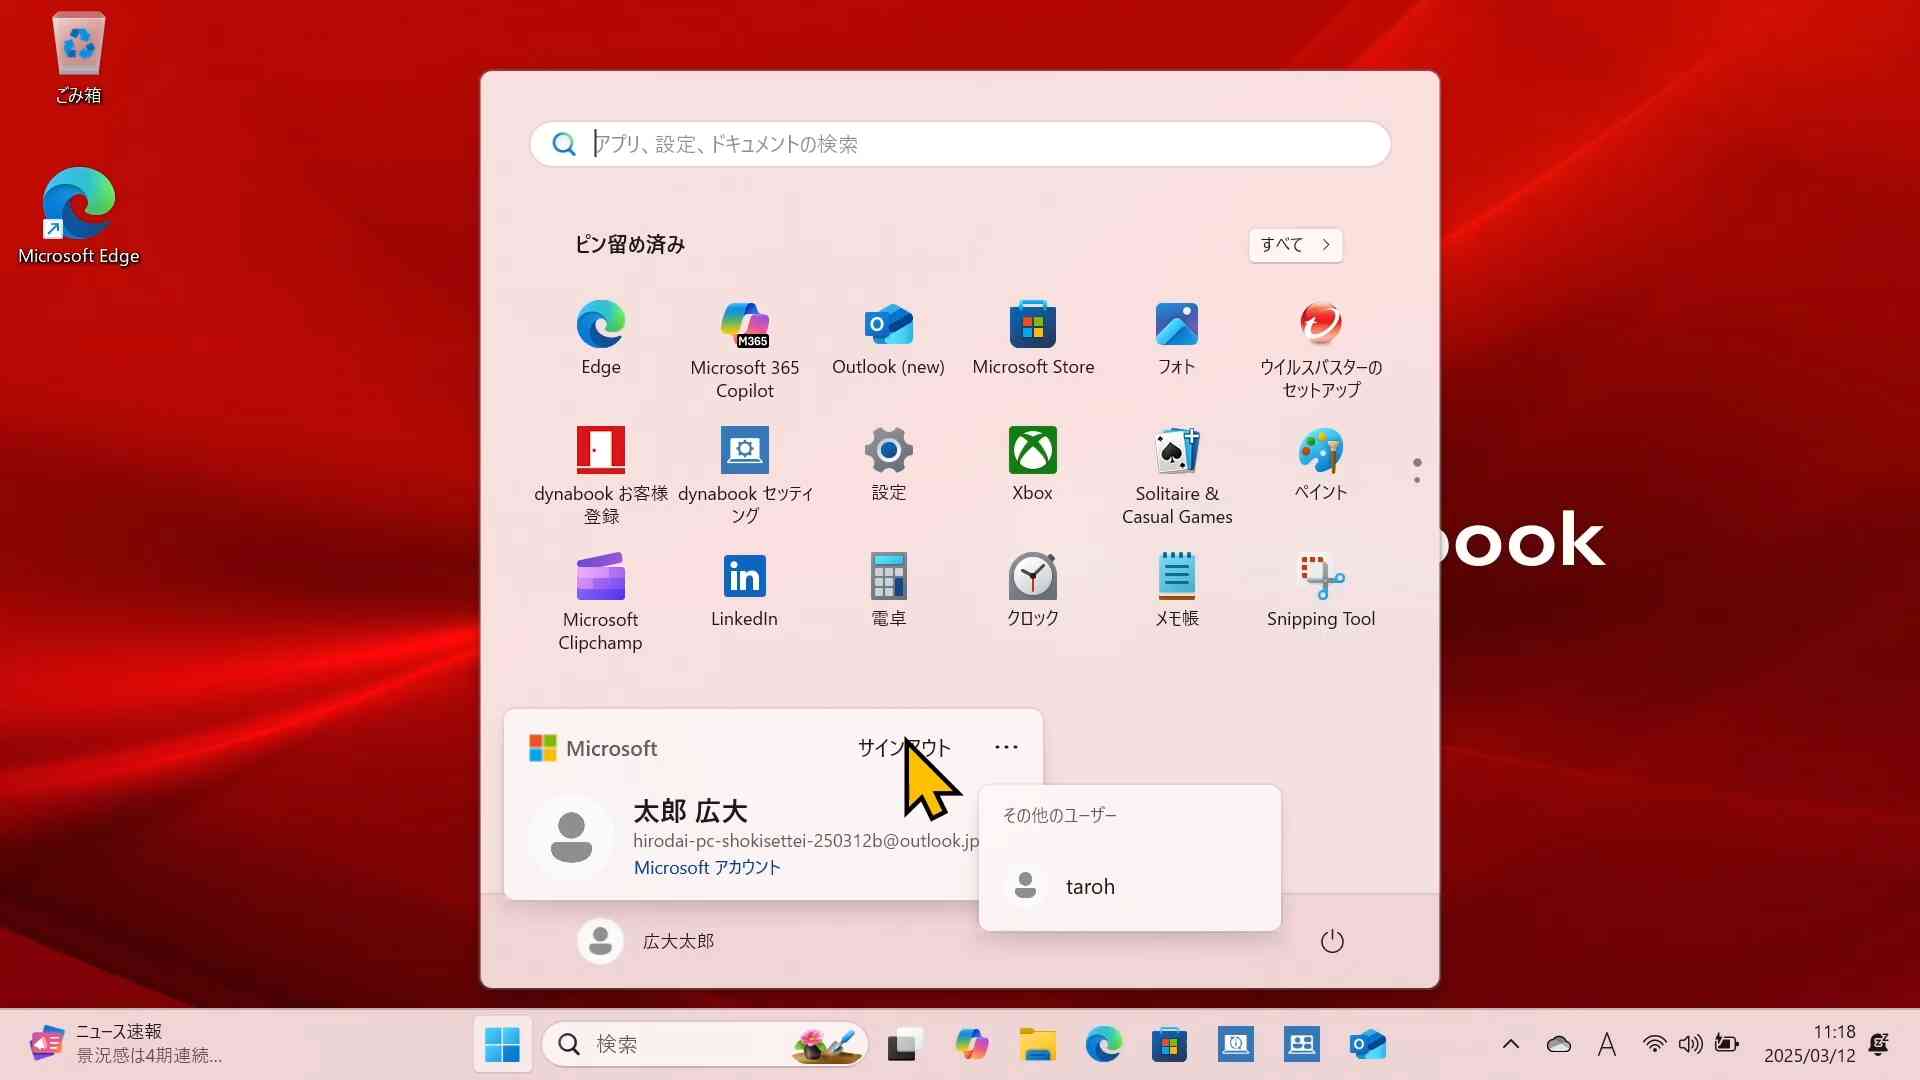 ごみ箱
Microsoft Edge
アプリ、設定、ドキュメントの検索
ピン留め済み
すべて
Edge
M365
Microsoft 365
Copilot
Outlook (new)
Microsoft Store
フォト
ウイルスバスターの
セットアップ
dynabook お客様
登録
dynabook セッティ
ング
設定
Xbox
Solitaire &
Casual Games
ペイント
book
Microsoft
Clipchamp
LinkedIn
電卓
クロック
メモ帳
Snipping Tool
Microsoft
サインアウト
太郎 広大
hirodai-pc-shokisettei-250312b@outlook.jp
Microsoft アカウント
その他のユーザー
taroh
広大太郎
ニュース速報
景況感は4期連続...
検索
A
11:18
2025/03/12